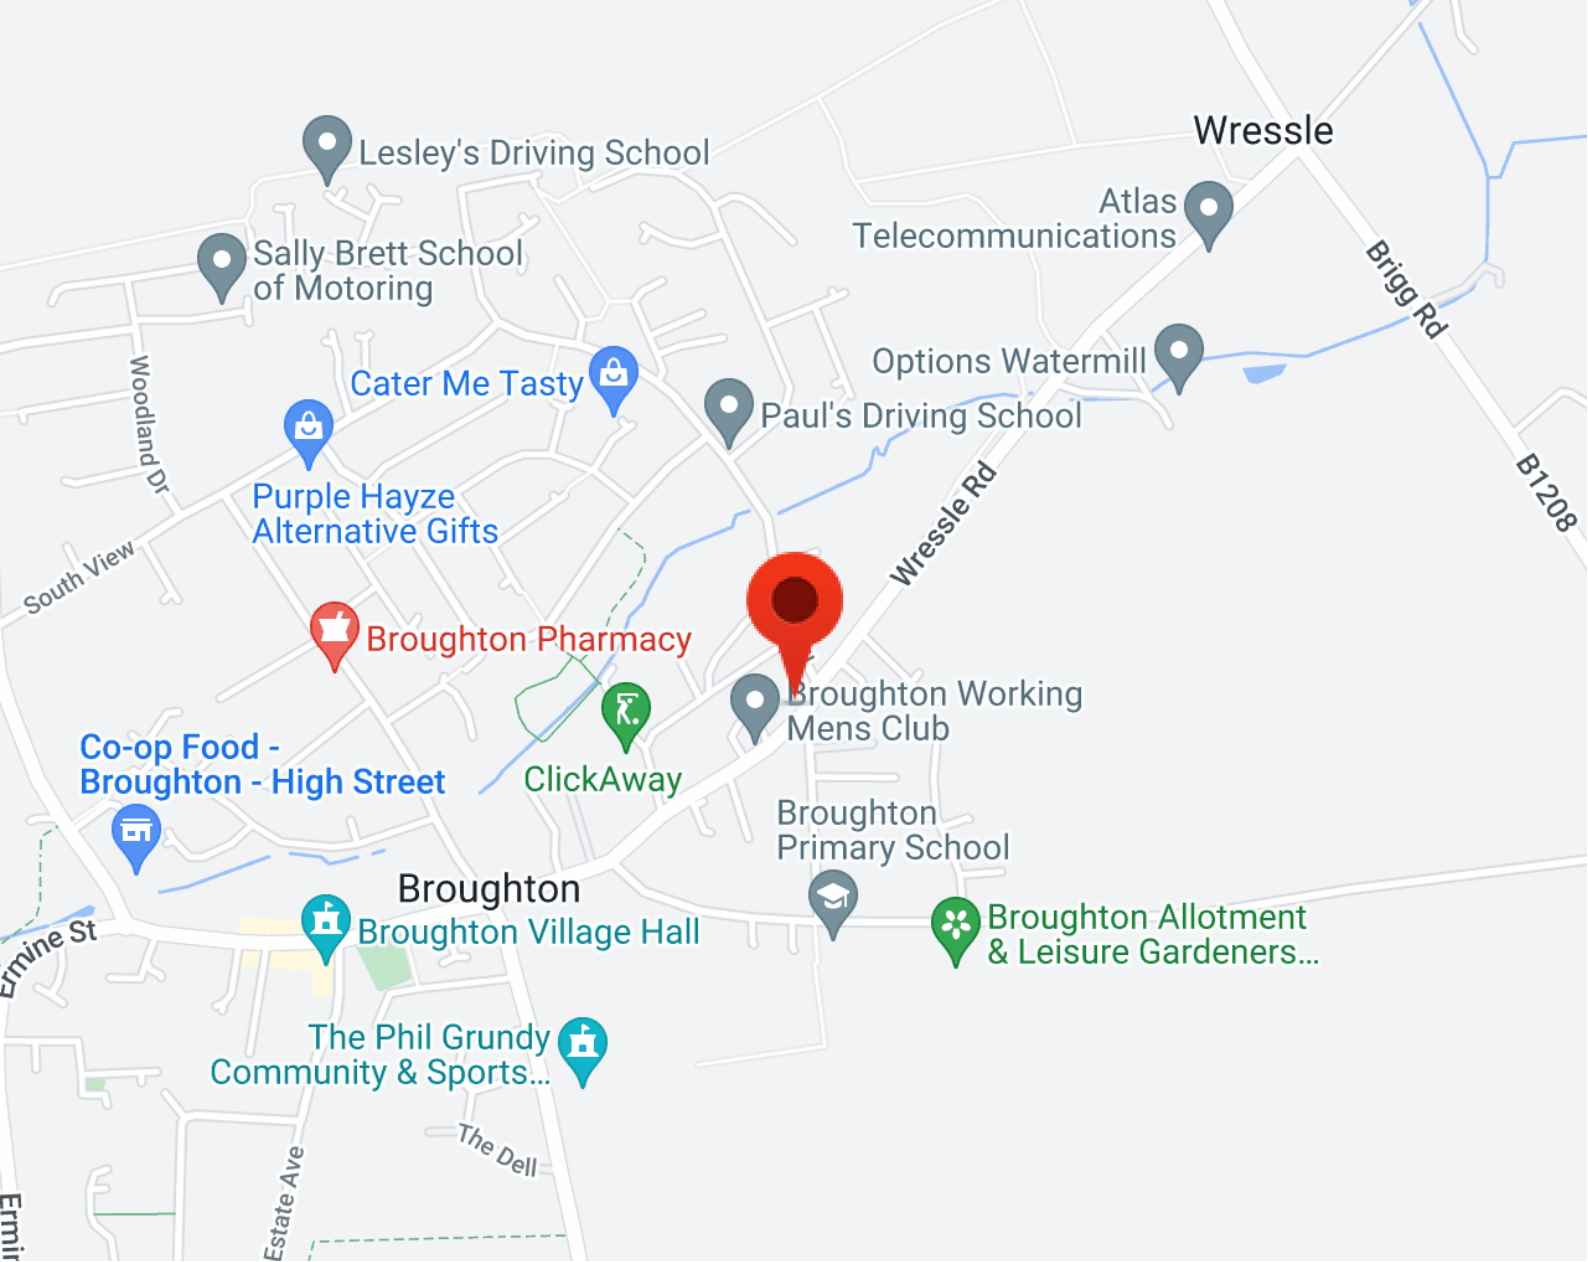 Wressle
Lesley's Driving School
Atlas
Telecommunications
Sally Brett School
of Motoring
Brigg Rd
Options Watermill
Cater Me Tasty
Paul's Driving School
Woodland Dr
Purple Hayze
Alternative Gifts
B1208
Wressle Rd
South View
Broughton Pharmacy
Broughton Working
Mens Club
Co-op Food -
Broughton - High Street
ClickAway
Broughton
Primary School
Broughton
Broughton Village Hall
Broughton Allotment
& Leisure Gardeners...
Ermine St
The Phil Grundy
Community & Sports...
The Dell
Estate Ave
Ermin